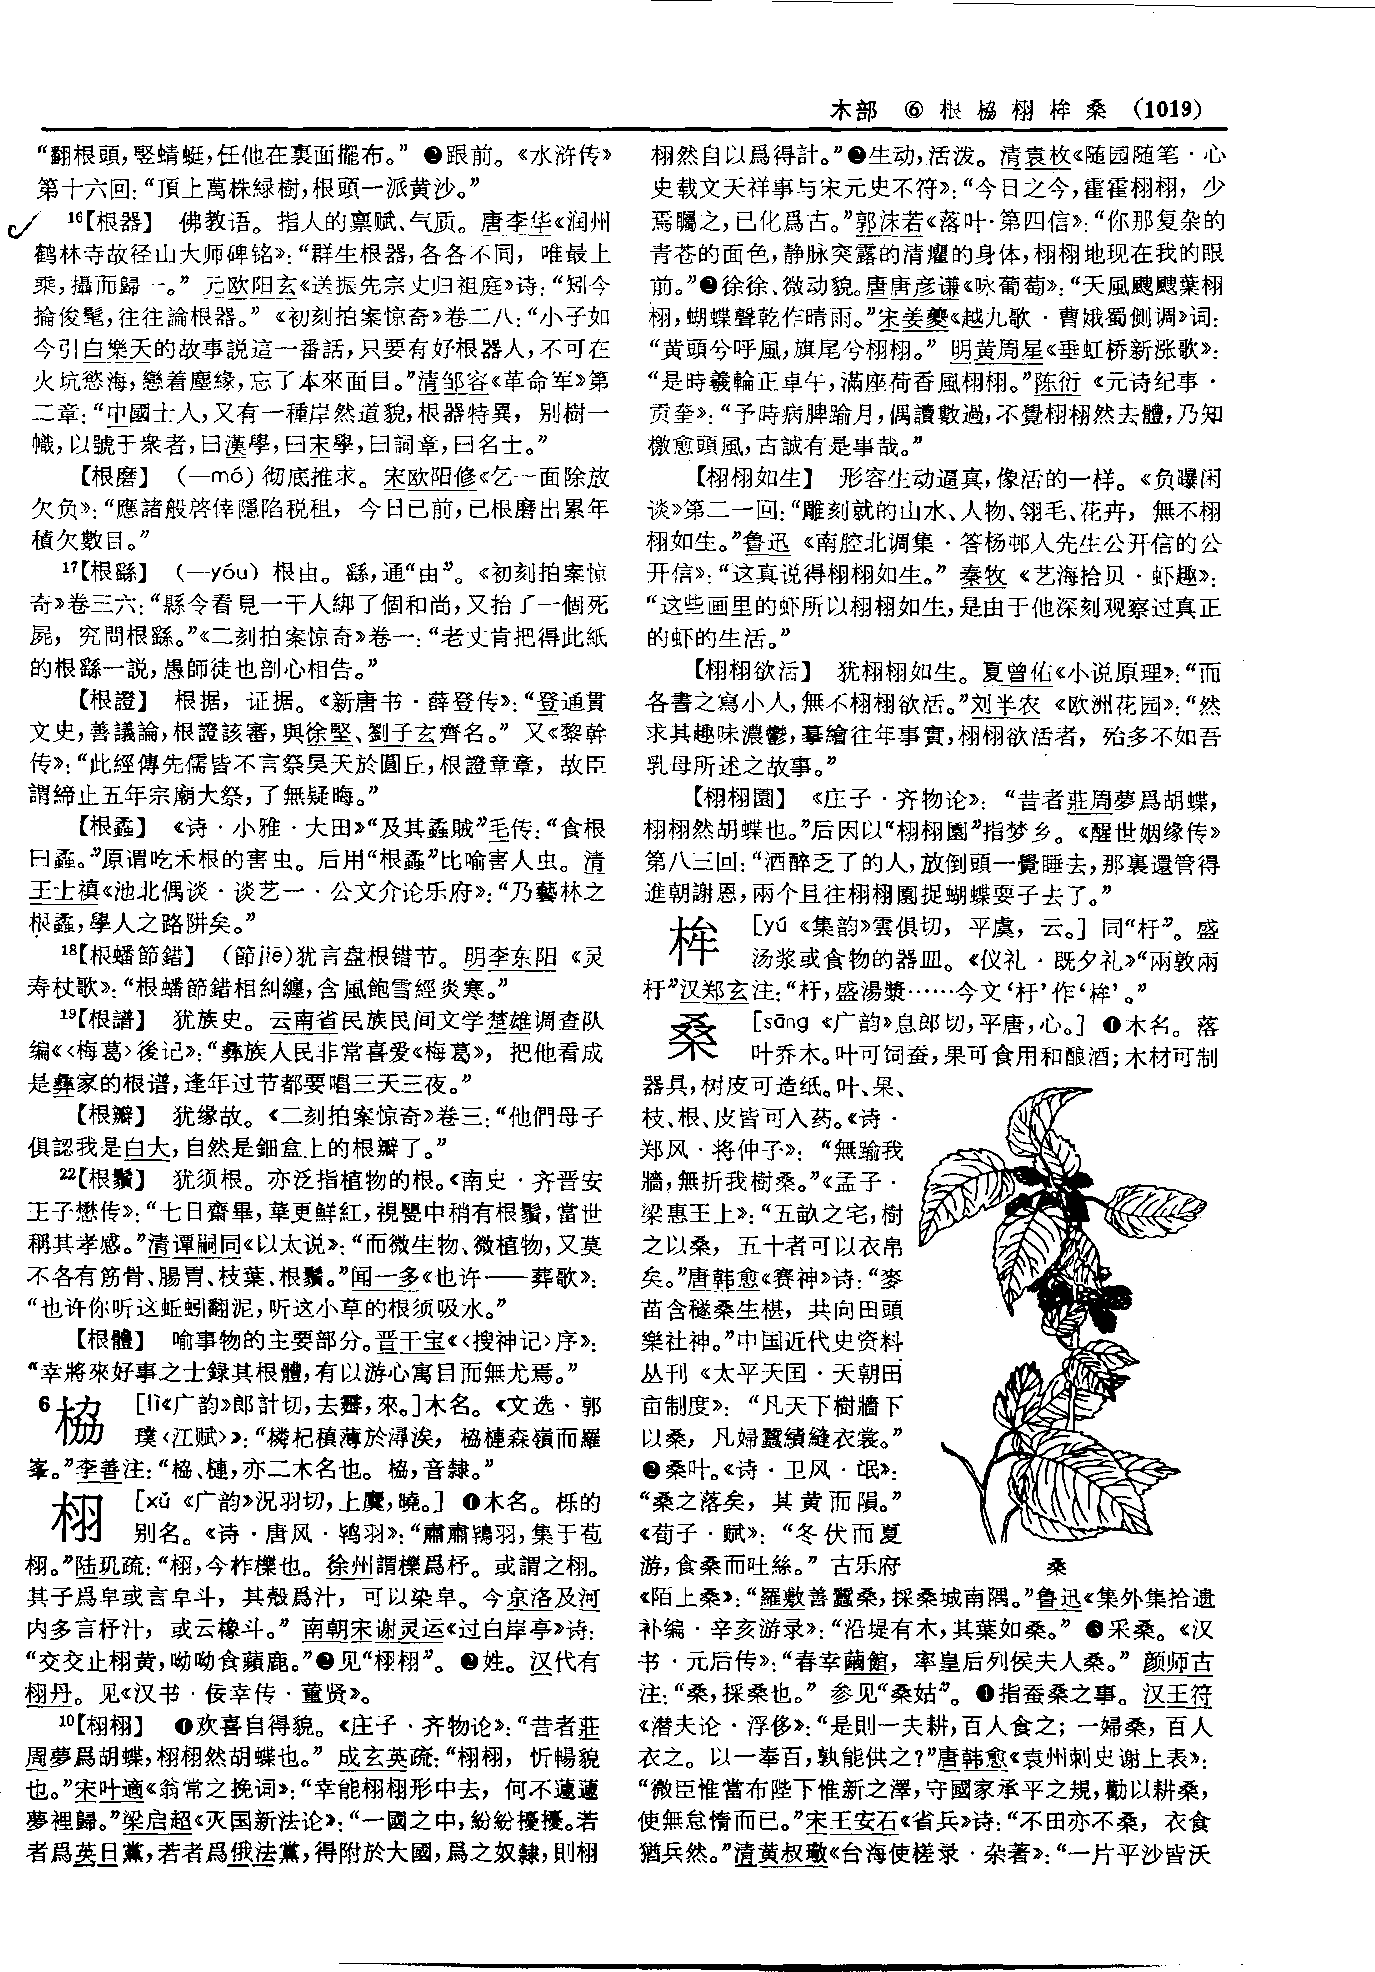 木部 ⑥ 根 栛 栩 桙 桑 （1019）
“翻根頭，竪蜻蜓，任他在裏面擺布。”❷跟前。《水浒传》
第十六回：“頂上萬株緑樹，根頭一派黄沙。”
16【根器】 佛教语。指人的禀赋、气质。唐李华《润州
鹤林寺故径山大师碑铭》：“群生根器，各各不同，唯最上
乘，攝而歸一。” 元欧阳玄《送振先宗丈归祖庭》诗：“矧今
掄俊髦，往往論根器。”《初刻拍案惊奇》卷二八：“小子如
今引白樂天的故事説這一番話，只要有好根器人，不可在
火坑慾海，戀着塵緣，忘了本來面目。”清邹容《革命军》第
二章：“中國士人，又有一種岸然道貌，根器特異，别樹一
幟，以號于衆者，曰漢學，曰宋學，曰詞章，曰名士。”
【根磨】 （—mó）彻底推求。宋欧阳修《乞一面除放
欠负》：“應諸般啓倖隱陷税租，今日已前，已根磨出累年
積欠數目。”
17【根繇】 （—yóu）根由。繇，通“由”。《初刻拍案惊
奇》卷三六：“縣令看見一干人綁了個和尚，又抬了一個死
屍，究問根繇。”《二刻拍案惊奇》卷一：“老丈肯把得此紙
的根繇一説，愚師徒也剖心相告。”
【根證】 根据，证据。《新唐书·薛登传》：“登通貫
文史，善議論，根證該審，與徐堅、劉子玄齊名。” 又《黎幹
传》：“此經傳先儒皆不言祭昊天於圓丘，根證章章，故臣
謂締止五年宗廟大祭，了無疑晦。”
【根蟊】 《诗·小雅·大田》“及其蟊賊”毛传：“食根
曰蟊。”原谓吃禾根的害虫。后用“根蟊”比喻害人虫。清
王士禛《池北偶谈·谈艺一·公文介论乐府》：“乃藝林之
根蟊，學人之路阱矣。”
18【根蟠節錯】 （節jiē）犹言盘根错节。明李东阳《灵
寿杖歌》：“根蟠節錯相糾纏，含風飽雪經炎寒。”
19【根譜】 犹族史。云南省民族民间文学楚雄调查队
编《〈梅葛〉後记》：“彝族人民非常喜爱《梅葛》，把他看成
是彝家的根谱，逢年过节都要唱三天三夜。”
【根瓣】 犹缘故。《二刻拍案惊奇》卷三：“他們母子
俱認我是白大，自然是鈿盒上的根瓣了。”
22【根鬚】 犹须根。亦泛指植物的根。《南史·齐晋安
王子懋传》：“七日齋畢，華更鮮紅，視罌中稍有根鬚，當世
稱其孝感。”清谭嗣同《以太说》：“而微生物、微植物，又莫
不各有筋骨、腸胃、枝葉、根鬚。”闻一多《也许——葬歌》：
“也许你听这蚯蚓翻泥，听这小草的根须吸水。”
【根體】 喻事物的主要部分。晋干宝《〈搜神记〉序》：
“幸將來好事之士録其根體，有以游心寓目而無尤焉。”
6 栛 ［lì《广韵》郎計切，去霽，來。］木名。《文选·郭
璞〈江赋〉》：“橉杞稹薄於潯涘，栛槤森嶺而羅
峯。”李善注：“栛、槤，亦二木名也。栛，音隸。”
栩 ［xǔ《广韵》况羽切，上麌，曉。］❶木名。栎的
别名。《诗·唐风·鸨羽》：“肅肅鴇羽，集于苞
栩。”陆玑疏：“栩，今柞櫟也。徐州謂櫟爲杼。或謂之栩。
其子爲皁或言皁斗，其殼爲汁，可以染皁。今京洛及河
内多言杼汁，或云橡斗。” 南朝宋谢灵运《过白岸亭》诗：
“交交止栩黄，呦呦食蘋鹿。”❷见“栩栩”。❸姓。汉代有
栩丹。见《汉书·佞幸传·董贤》。
10【栩栩】 ❶欢喜自得貌。《庄子·齐物论》：“昔者莊
周夢爲胡蝶，栩栩然胡蝶也。” 成玄英疏：“栩栩，忻暢貌
也。”宋叶適《翁常之挽词》：“幸能栩栩形中去，何不蘧蘧
夢裡歸。”梁启超《灭国新法论》：“一國之中，紛紛擾擾。若
者爲英日黨，若者爲俄法黨，得附於大國，爲之奴隸，則栩
栩然自以爲得計。”❷生动，活泼。清袁枚《随园随笔·心
史载文天祥事与宋元史不符》：“今日之今，霍霍栩栩，少
焉矚之，已化爲古。”郭沫若《落叶·第四信》：“你那复杂的
青苍的面色，静脉突露的清癯的身体，栩栩地现在我的眼
前。”❸徐徐、微动貌。唐唐彦谦《咏葡萄》：“天風颼颼葉栩
栩，蝴蝶聲乾作晴雨。”宋姜夔《越九歌·曹娥蜀侧调》词：
“黄頭兮呼風，旗尾兮栩栩。” 明黄周星《垂虹桥新涨歌》：
“是時羲輪正卓午，滿座荷香風栩栩。”陈衍《元诗纪事·
贡奎》：“予時病脾踰月，偶讀數過，不覺栩栩然去體，乃知
檄愈頭風，古誠有是事哉。”
【栩栩如生】 形容生动逼真，像活的一样。《负曝闲
谈》第二一回：“雕刻就的山水、人物、翎毛、花卉，無不栩
栩如生。”鲁迅《南腔北调集·答杨邨人先生公开信的公
开信》：“这真说得栩栩如生。” 秦牧《艺海拾贝·虾趣》：
“这些画里的虾所以栩栩如生，是由于他深刻观察过真正
的虾的生活。”
【栩栩欲活】 犹栩栩如生。夏曾佑《小说原理》：“而
各書之寫小人，無不栩栩欲活。”刘半农《欧洲花园》：“然
求其趣味濃鬱，摹繪往年事實，栩栩欲活者，殆多不如吾
乳母所述之故事。”
【栩栩園】 《庄子·齐物论》：“昔者莊周夢爲胡蝶，
栩栩然胡蝶也。”后因以“栩栩園”指梦乡。《醒世姻缘传》
第八三回：“酒醉乏了的人，放倒頭一覺睡去，那裏還管得
進朝謝恩，兩个且往栩栩園捉蝴蝶耍子去了。”
桙 ［yú《集韵》雲俱切，平虞，云。］同“杅”。盛
汤浆或食物的器皿。《仪礼·既夕礼》“兩敦兩
杅”汉郑玄注：“杅，盛湯漿……今文‘杅’作‘桙’。”
桑 ［sāng《广韵》息郎切，平唐，心。］❶木名。落
叶乔木。叶可饲蚕，果可食用和酿酒；木材可制
器具，树皮可造纸。叶、果、
枝、根、皮皆可入药。《诗·
郑风·将仲子》：“無踰我
牆，無折我樹桑。”《孟子·
梁惠王上》：“五畝之宅，樹
之以桑，五十者可以衣帛
矣。”唐韩愈《赛神》诗：“麥
苗含穟桑生椹，共向田頭
樂社神。”中国近代史资料
丛刊《太平天国·天朝田
亩制度》：“凡天下樹牆下
以桑，凡婦蠶績縫衣裳。”
❷桑叶。《诗·卫风·氓》：
“桑之落矣，其黄而隕。”
《荀子·赋》：“冬伏而夏
游，食桑而吐絲。” 古乐府
桑
《陌上桑》：“羅敷善蠶桑，採桑城南隅。”鲁迅《集外集拾遗
补编·辛亥游录》：“沿堤有木，其葉如桑。” ❸采桑。《汉
书·元后传》：“春幸繭館，率皇后列侯夫人桑。” 颜师古
注：“桑，採桑也。” 参见“桑姑”。❹指蚕桑之事。汉王符
《潜夫论·浮侈》：“是則一夫耕，百人食之；一婦桑，百人
衣之。以一奉百，孰能供之？”唐韩愈《袁州刺史谢上表》：
“微臣惟當布陛下惟新之澤，守國家承平之規，勸以耕桑，
使無怠惰而已。”宋王安石《省兵》诗：“不田亦不桑，衣食
猶兵然。”清黄叔璥《台海使槎录·杂著》：“一片平沙皆沃